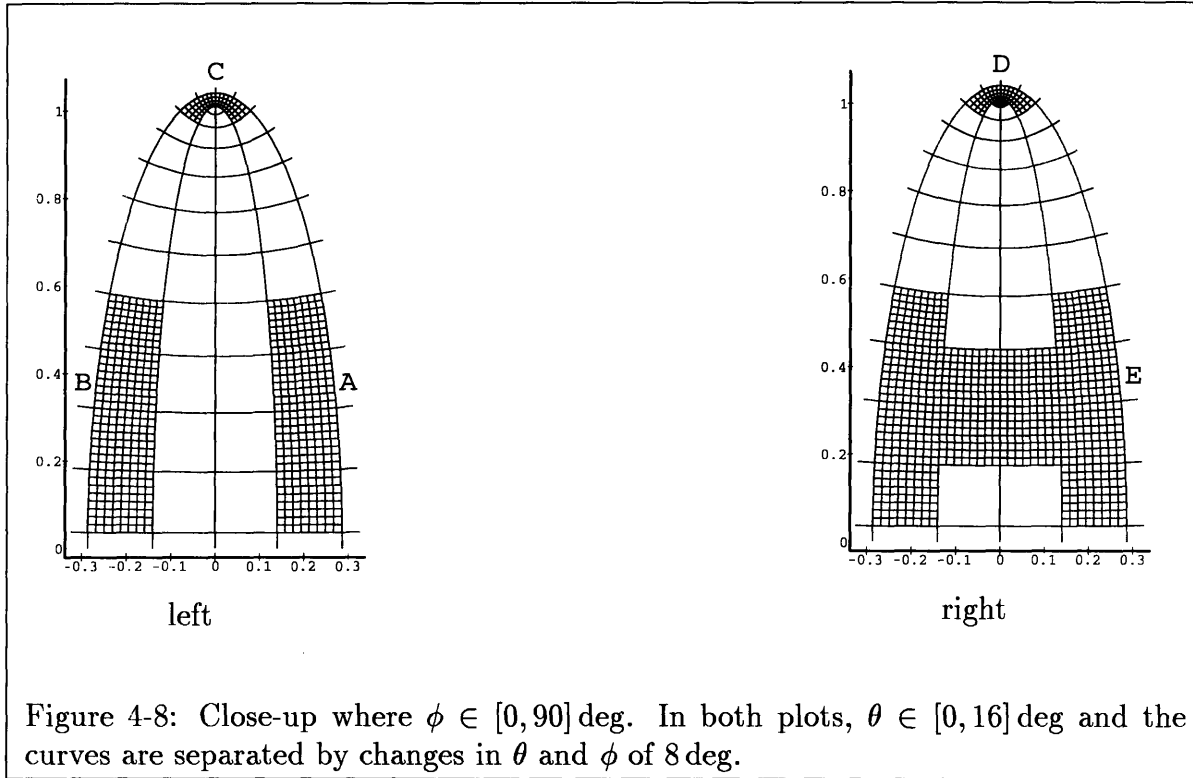 C
1
0.8
0.6
0.4
0.2
0
B
A
-0.3 -0.2 -0.1 0 0.1 0.2 0.3
left
D
1
0.8
0.6
0.4
0.2
0
E
-0.3 -0.2 -0.1 0 0.1 0.2 0.3
right
Figure 4-8: Close-up where ϕ ∈ [0, 90] deg. In both plots, θ ∈ [0, 16] deg and the
curves are separated by changes in θ and ϕ of 8 deg.